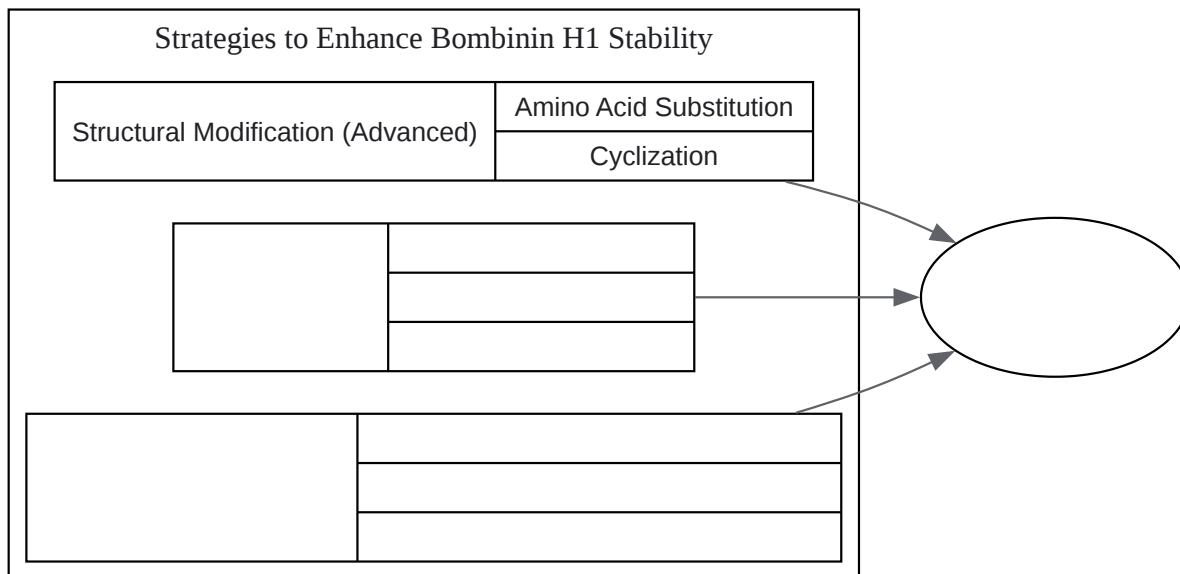 Strategies to Enhance Bombinin H1 Stability
Structural Modification (Advanced)
Amino Acid Substitution
Cyclization